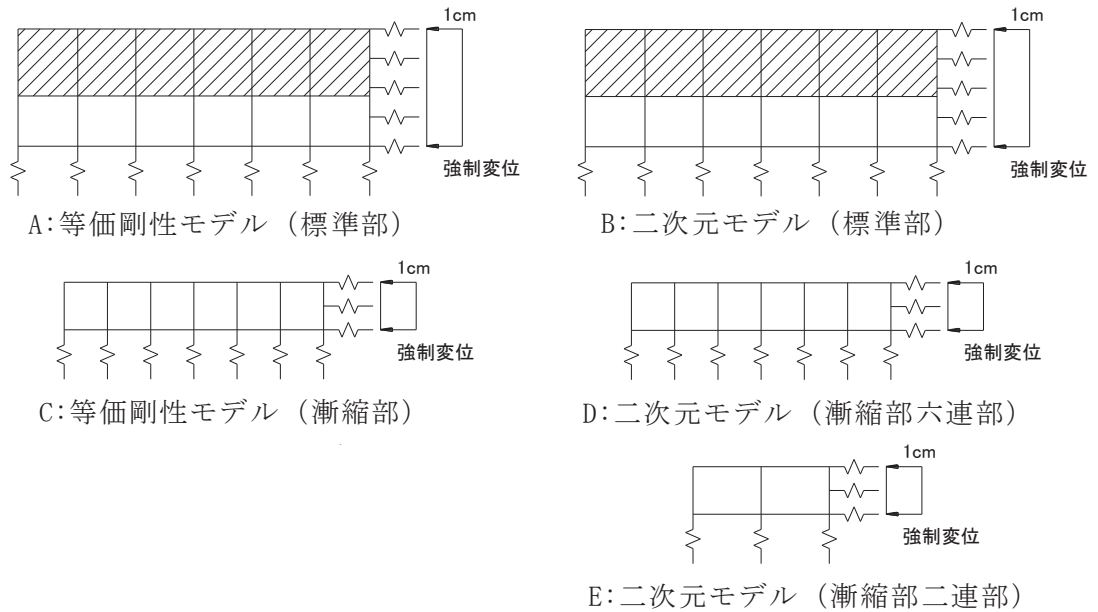 1cm
強制変位
A:等価剛性モデル（標準部）
1cm
強制変位
B:二次元モデル（標準部）
1cm
強制変位
C:等価剛性モデル（漸縮部）
1cm
強制変位
D:二次元モデル（漸縮部六連部）
1cm
強制変位
E:二次元モデル（漸縮部二連部）